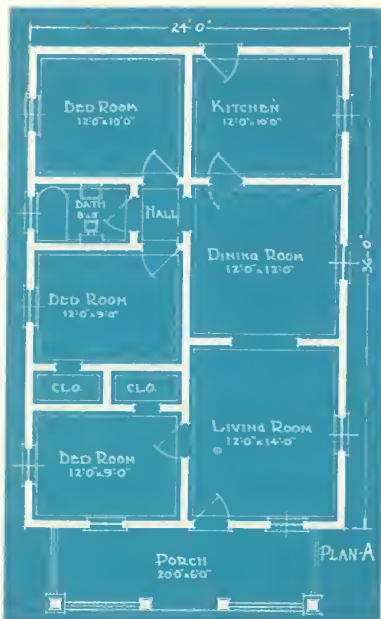 24'-0"
BED ROOM
12'0"x10'0"
KITCHEN
12'0"x10'0"
BATH
HALL
DINING ROOM
12'0"x12'0"
36'-0"
BED ROOM
12'0"x9'0"
CLO.
CLO.
LIVING ROOM
12'0"x14'0"
BED ROOM
12'0"x9'0"
PORCH
20'0"x6'0"
PLAN-A